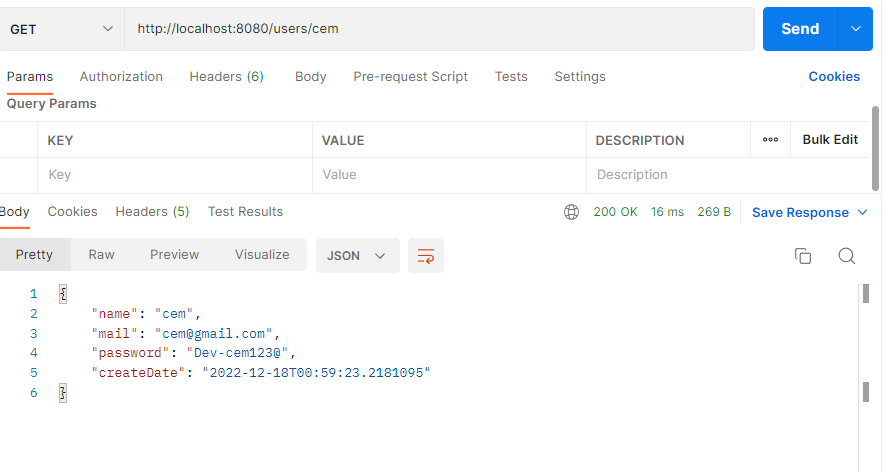 GET http://localhost:8080/users/cem Send
Params Authorization Headers (6) Body Pre-request Script Tests Settings Cookies
Query Params
KEY VALUE DESCRIPTION ooo Bulk Edit
Key Value Description
Body Cookies Headers (5) Test Results 200 OK 16 ms 269 B Save Response
Pretty Raw Preview Visualize JSON
1 {
2 "name": "cem",
3 "mail": "cem@gmail.com",
4 "password": "Dev-cem123@",
5 "createDate": "2022-12-18T00:59:23.2181095"
6 }